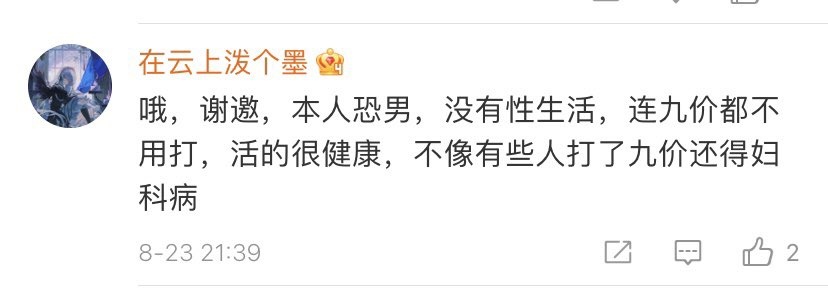 在云上泼个墨
哦，谢邀，本人恐男，没有性生活，连九价都不
用打，活的很健康，不像有些人打了九价还得妇
科病
8-23 21:39
2